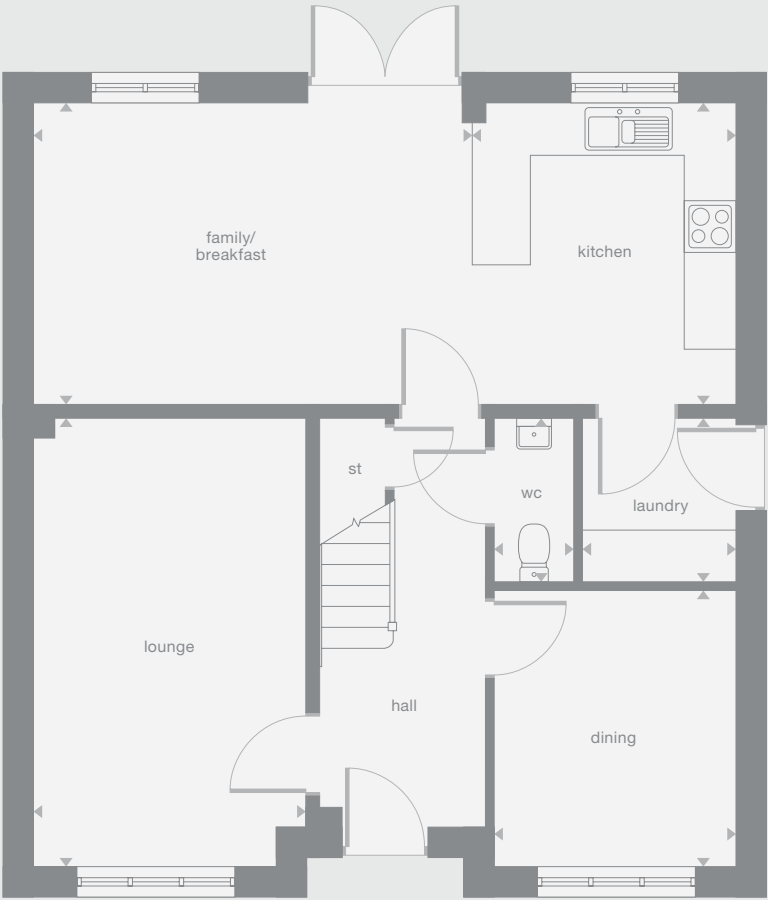 family/
breakfast
kitchen
st
wc
laundry
lounge
hall
dining